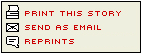 PRINT THIS STORY
SEND AS EMAIL
REPRINTS